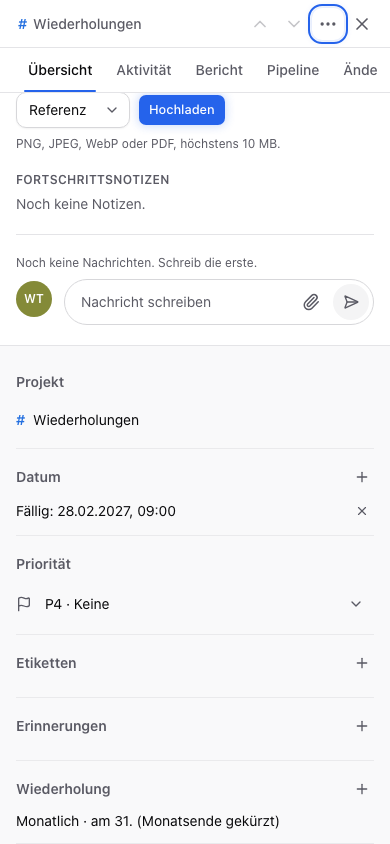 # Wiederholungen
Übersicht Aktivität Bericht Pipeline Ände
Referenz Hochladen
PNG, JPEG, WebP oder PDF, höchstens 10 MB.
FORTSCHRITTSNOTIZEN
Noch keine Notizen.
Noch keine Nachrichten. Schreib die erste.
WT Nachricht schreiben
Projekt
# Wiederholungen
Datum
Fällig: 28.02.2027, 09:00
Priorität
P4 · Keine
Etiketten
Erinnerungen
Wiederholung
Monatlich · am 31. (Monatsende gekürzt)